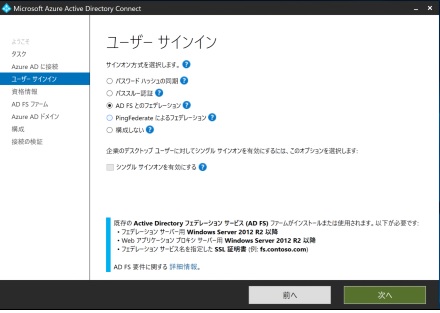 Microsoft Azure Active Directory Connect
ようこそ
タスク
Azure AD に接続
ユーザー サインイン
資格情報
AD FS ファーム
Azure AD ドメイン
構成
接続の検証
ユーザー サインイン
サインオン方式を選択します。 ?
パスワード ハッシュの同期 ?
パススルー認証 ?
AD FS とのフェデレーション ?
PingFederate によるフェデレーション ?
構成しない ?
企業のデスクトップ ユーザーに対してシングル サインオンを有効にするには、このオプションを選択します:
シングル サインオンを有効にする ?
既存の Active Directory フェデレーション サービス (AD FS) ファームがインストールまたは使用されます。以下が必要です:
• フェデレーション サーバー用 Windows Server 2012 R2 以降
• Web アプリケーション プロキシ サーバー用 Windows Server 2012 R2 以降
• フェデレーション サービス名を指定した SSL 証明書 (例: fs.contoso.com)
AD FS 要件に関する 詳細情報。
前へ
次へ